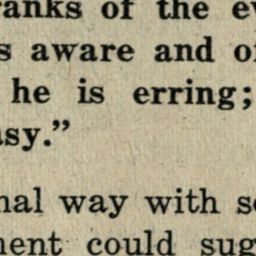 ranks of the ev
s aware and of
he is erring;
asy.”
nal way with se
ment could sug